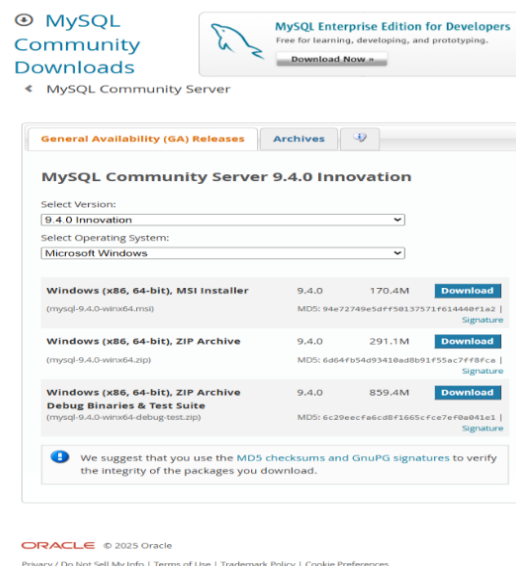 MySQL Community Downloads
MySQL Enterprise Edition for Developers
Free for learning, developing, and prototyping.
Download Now »
MySQL Community Server
General Availability (GA) Releases
Archives
MySQL Community Server 9.4.0 Innovation
Select Version:
9.4.0 Innovation
Select Operating System:
Microsoft Windows
Windows (x86, 64-bit), MSI Installer 9.4.0 170.4M Download
(mysql-9.4.0-winx64.msi) MD5: 94e72749e5dff50137571f614440f1a2 |
Signature
Windows (x86, 64-bit), ZIP Archive 9.4.0 291.1M Download
(mysql-9.4.0-winx64.zip) MD5: 6d64fb54d93410ad8b91f55ac7ff8fca |
Signature
Windows (x86, 64-bit), ZIP Archive 9.4.0 859.4M Download
Debug Binaries & Test Suite
(mysql-9.4.0-winx64-debug-test.zip) MD5: 6c29eecfa6cd8f1665cfce7ef0a041e1 |
Signature
We suggest that you use the MD5 checksums and GnuPG signatures to verify
the integrity of the packages you download.
ORACLE © 2025 Oracle
Privacy / Do Not Sell My Info | Terms of Use | Trademark Policy | Cookie Preferences